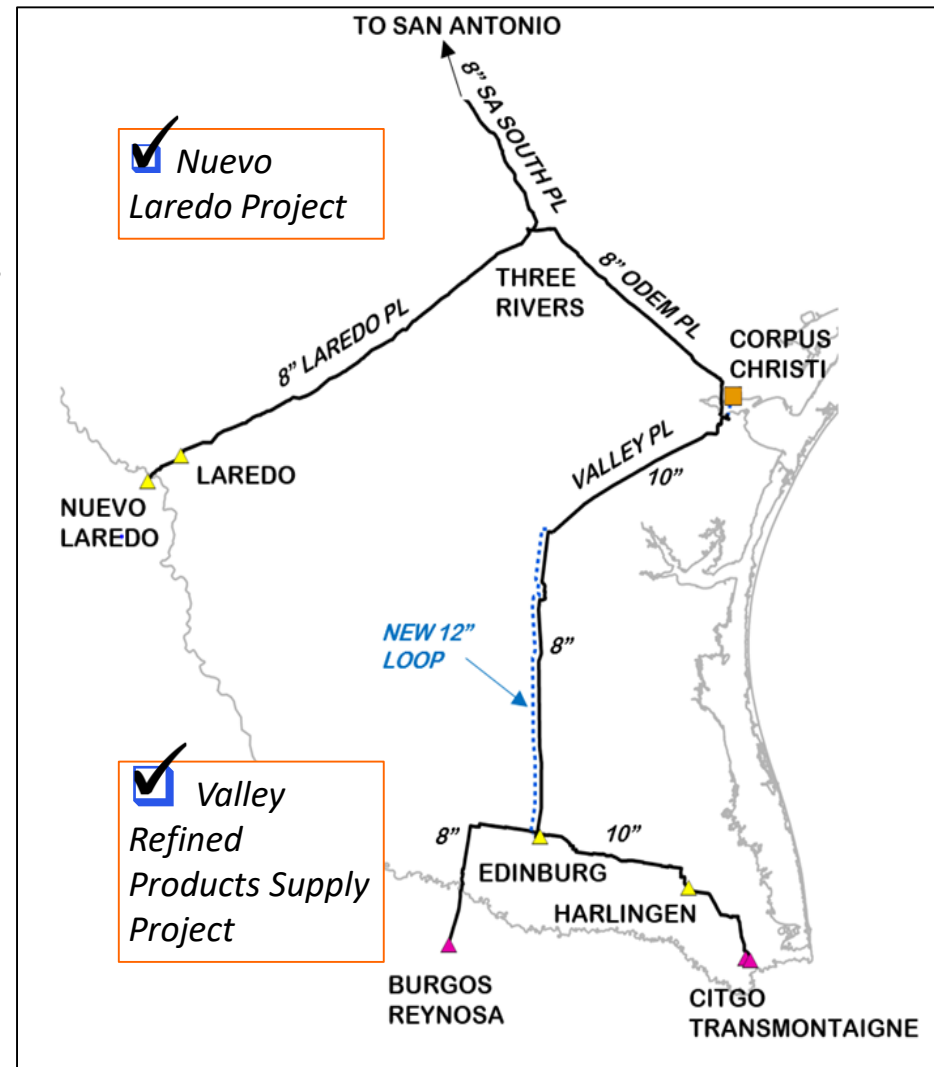 TO SAN ANTONIO
8” SA SOUTH PL
Nuevo
Laredo Project
THREE
RIVERS
8” ODEM PL
8” LAREDO PL
CORPUS
CHRISTI
VALLEY PL
10”
LAREDO
NUEVO
LAREDO
NEW 12”
LOOP
8”
Valley
Refined
Products Supply
Project
8”
10”
EDINBURG
HARLINGEN
BURGOS
REYNOSA
CITGO
TRANSMONTAIGNE